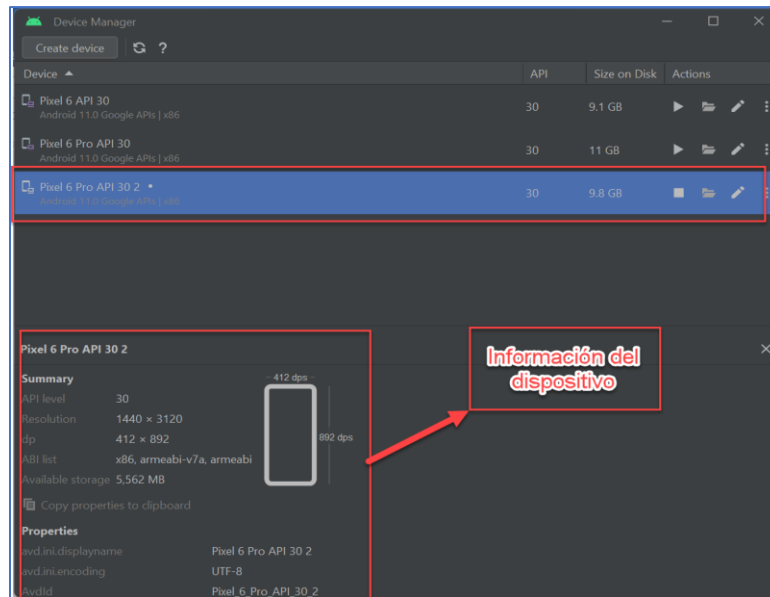 Device Manager
Create device ?
Device API Size on Disk Actions
Pixel 6 API 30
Android 11.0 Google APIs | x86
30 9.1 GB
Pixel 6 Pro API 30
Android 11.0 Google APIs | x86
30 11 GB
Pixel 6 Pro API 30 2
Android 11.0 Google APIs | x86
30 9.8 GB
Pixel 6 Pro API 30 2
Summary
API level 30
Resolution 1440 × 3120
dp 412 × 892
ABI list x86, armeabi-v7a, armeabi
Available storage 5,562 MB
412 dps
892 dps
Copy properties to clipboard
Properties
avd.ini.displayname Pixel 6 Pro API 30 2
avd.ini.encoding UTF-8
AvdId Pixel_6_Pro_API_30_2
Información del
dispositivo